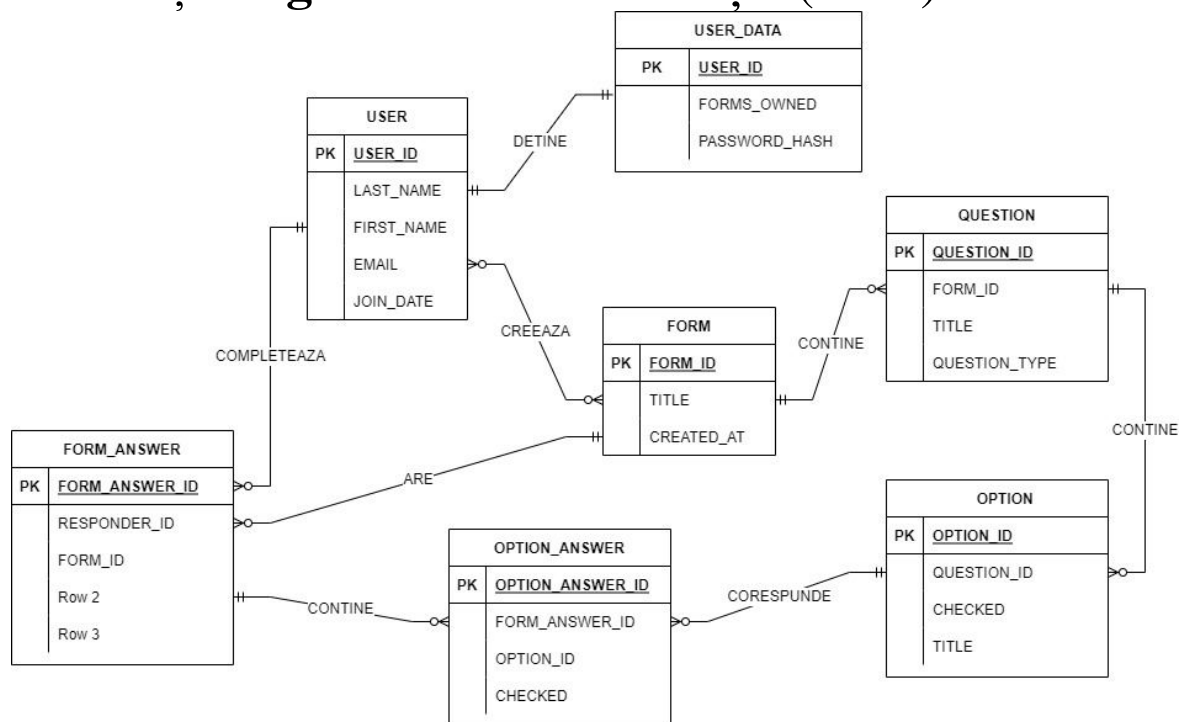 USER_DATA
PK USER_ID
FORMS_OWNED
PASSWORD_HASH
USER
PK USER_ID
LAST_NAME
FIRST_NAME
EMAIL
JOIN_DATE
DETINE
QUESTION
PK QUESTION_ID
FORM_ID
TITLE
QUESTION_TYPE
CREEAZA
FORM
PK FORM_ID
TITLE
CREATED_AT
CONTINE
COMPLETEAZA
CONTINE
FORM_ANSWER
PK FORM_ANSWER_ID
RESPONDER_ID
FORM_ID
Row 2
Row 3
ARE
OPTION
PK OPTION_ID
QUESTION_ID
CHECKED
TITLE
OPTION_ANSWER
PK OPTION_ANSWER_ID
FORM_ANSWER_ID
OPTION_ID
CHECKED
CONTINE
CORESPUNDE